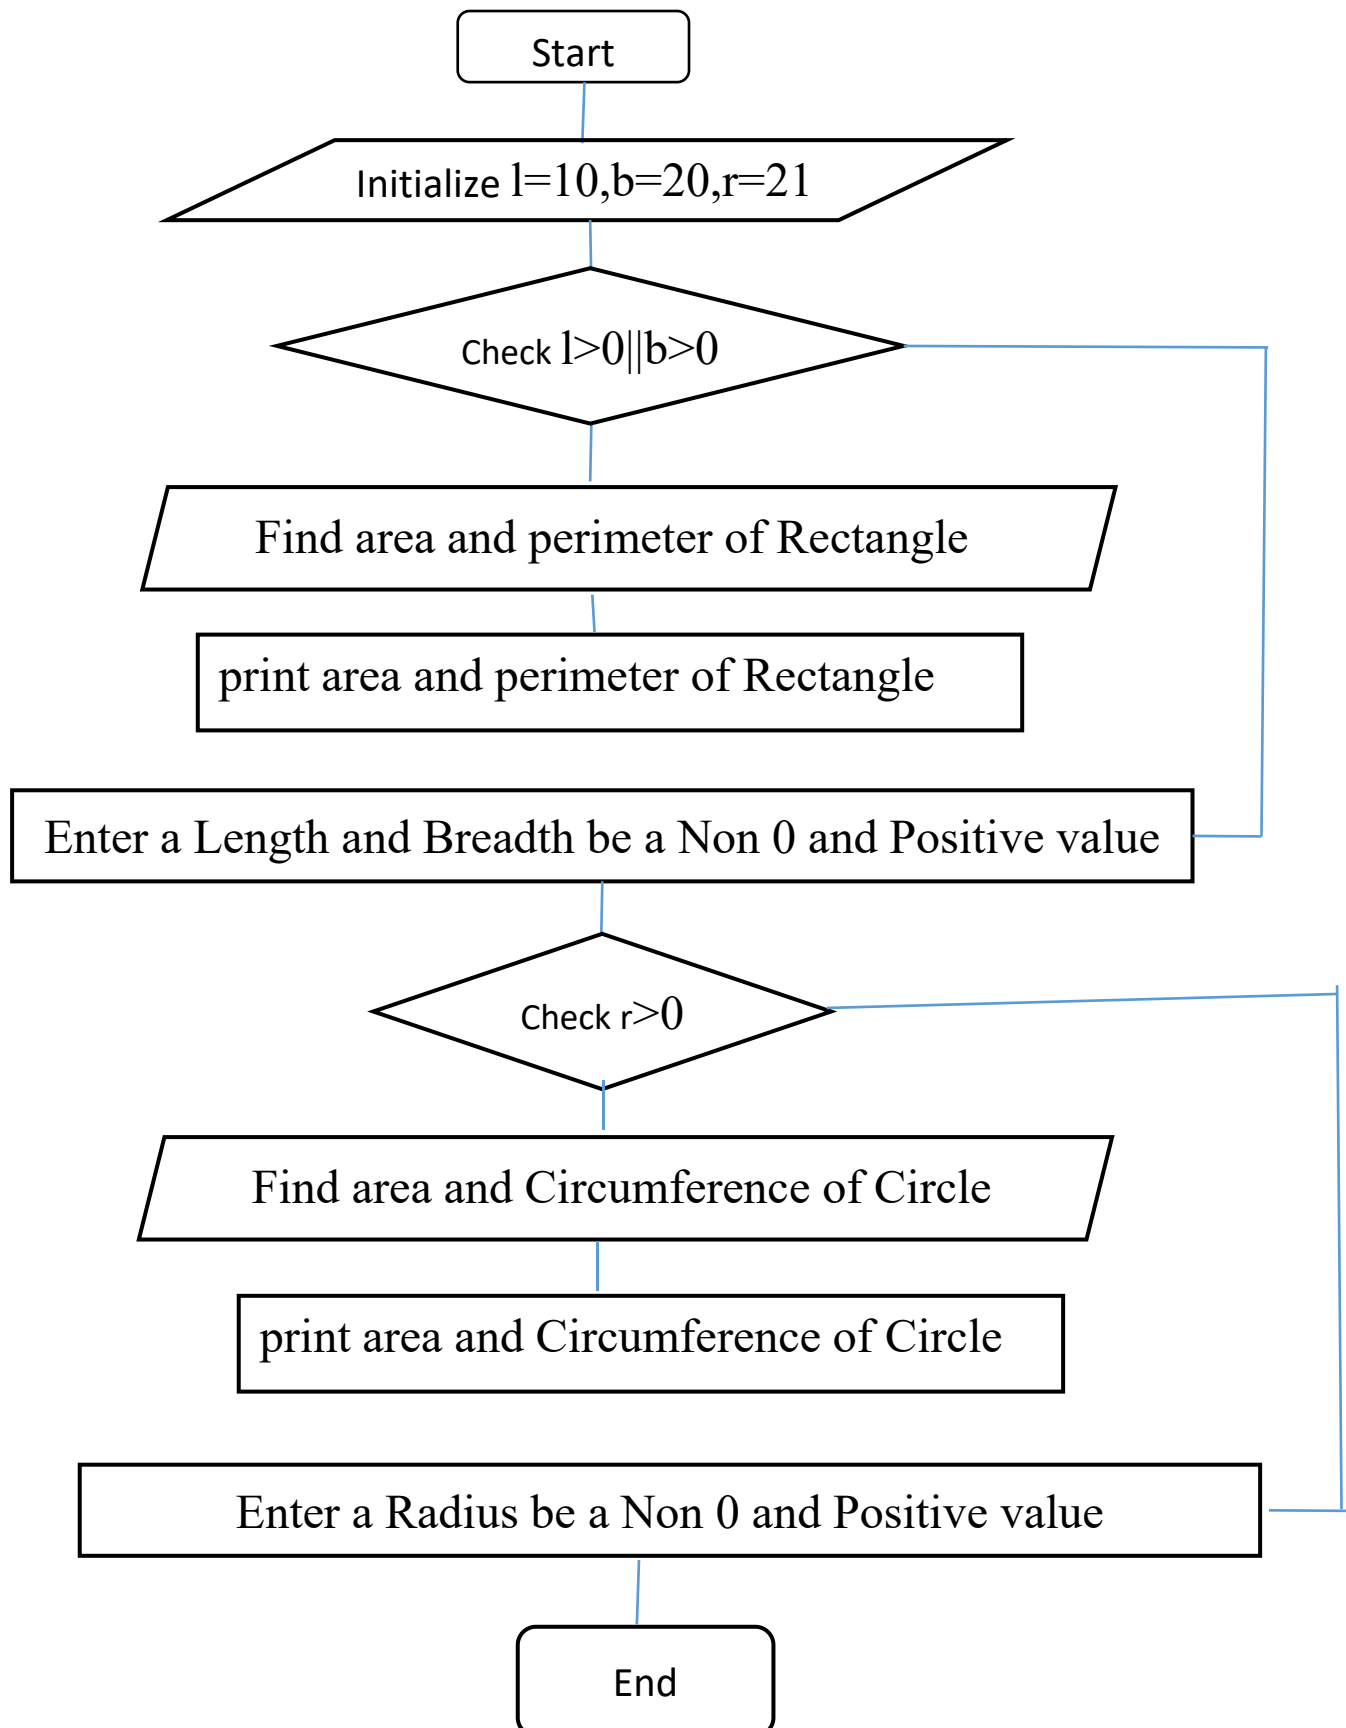 Start
Initialize l=10,b=20,r=21
Check l>0||b>0
Find area and perimeter of Rectangle
print area and perimeter of Rectangle
Enter a Length and Breadth be a Non 0 and Positive value
Check r>0
Find area and Circumference of Circle
print area and Circumference of Circle
Enter a Radius be a Non 0 and Positive value
End